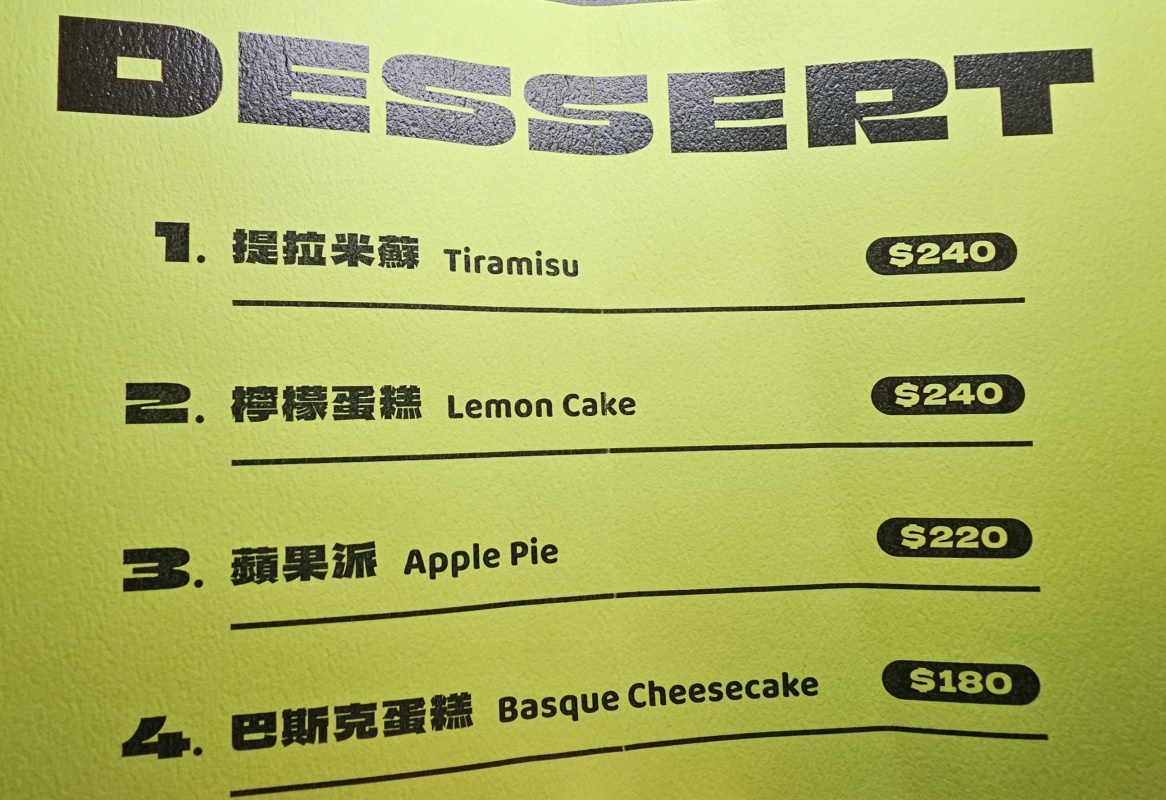 DESSERT
1. 提拉米蘇 Tiramisu $240
2. 檸檬蛋糕 Lemon Cake $240
3. 蘋果派 Apple Pie $220
4. 巴斯克蛋糕 Basque Cheesecake $180